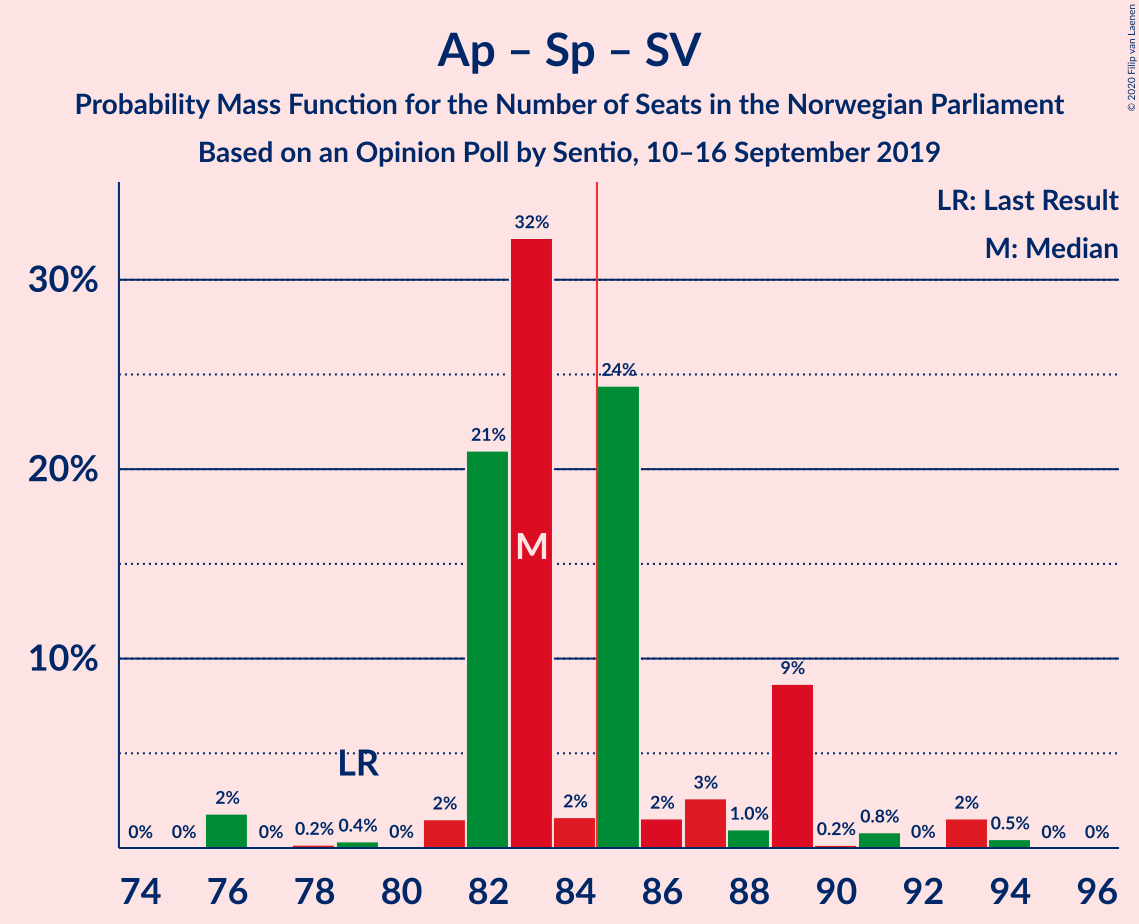 Ap – Sp – SV
Probability Mass Function for the Number of Seats in the Norwegian Parliament
Based on an Opinion Poll by Sentio, 10–16 September 2019
© 2020 Filip van Laenen
LR: Last Result
M: Median
30%
20%
10%
0%
0%
2%
0%
0.2%
0.4%
0%
2%
21%
32%
2%
24%
2%
3%
1.0%
9%
0.2%
0.8%
0%
2%
0.5%
0%
0%
LR
M
74 76 78 80 82 84 86 88 90 92 94 96